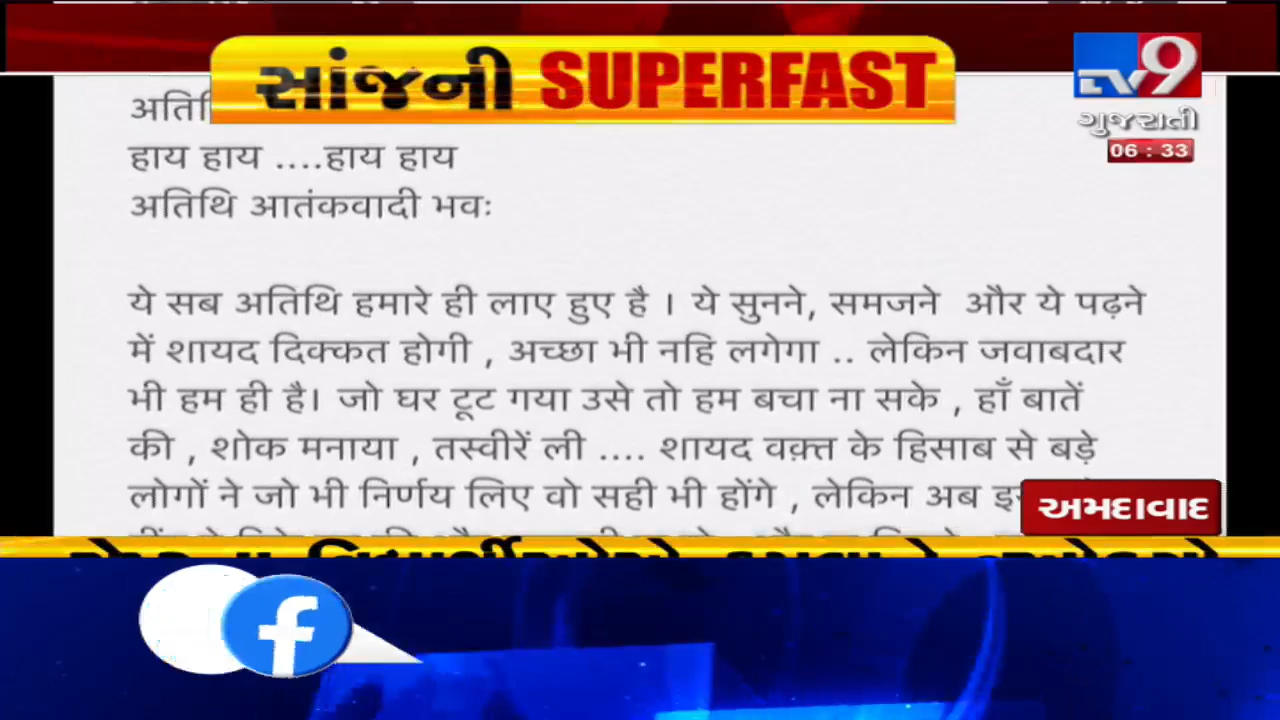 સાંજની SUPERFAST
TV9
ગુજરાતી
06 : 33
अति
हाय हाय ....हाय हाय
अतिथि आतंकवादी भवः
ये सब अतिथि हमारे ही लाए हुए है । ये सुनने, समजने और ये पढ़ने
में शायद दिक्कत होगी , अच्छा भी नहि लगेगा .. लेकिन जवाबदार
भी हम ही है। जो घर टूट गया उसे तो हम बचा ना सके , हाँ बातें
की , शोक मनाया , तस्वीरें ली .... शायद वक़्त के हिसाब से बड़े
लोगों ने जो भी निर्णय लिए वो सही भी होंगे , लेकिन अब
અમદાવાદ